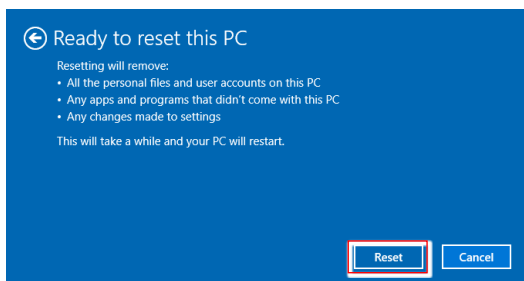 Ready to reset this PC
Resetting will remove:
• All the personal files and user accounts on this PC
• Any apps and programs that didn't come with this PC
• Any changes made to settings
This will take a while and your PC will restart.
Reset Cancel